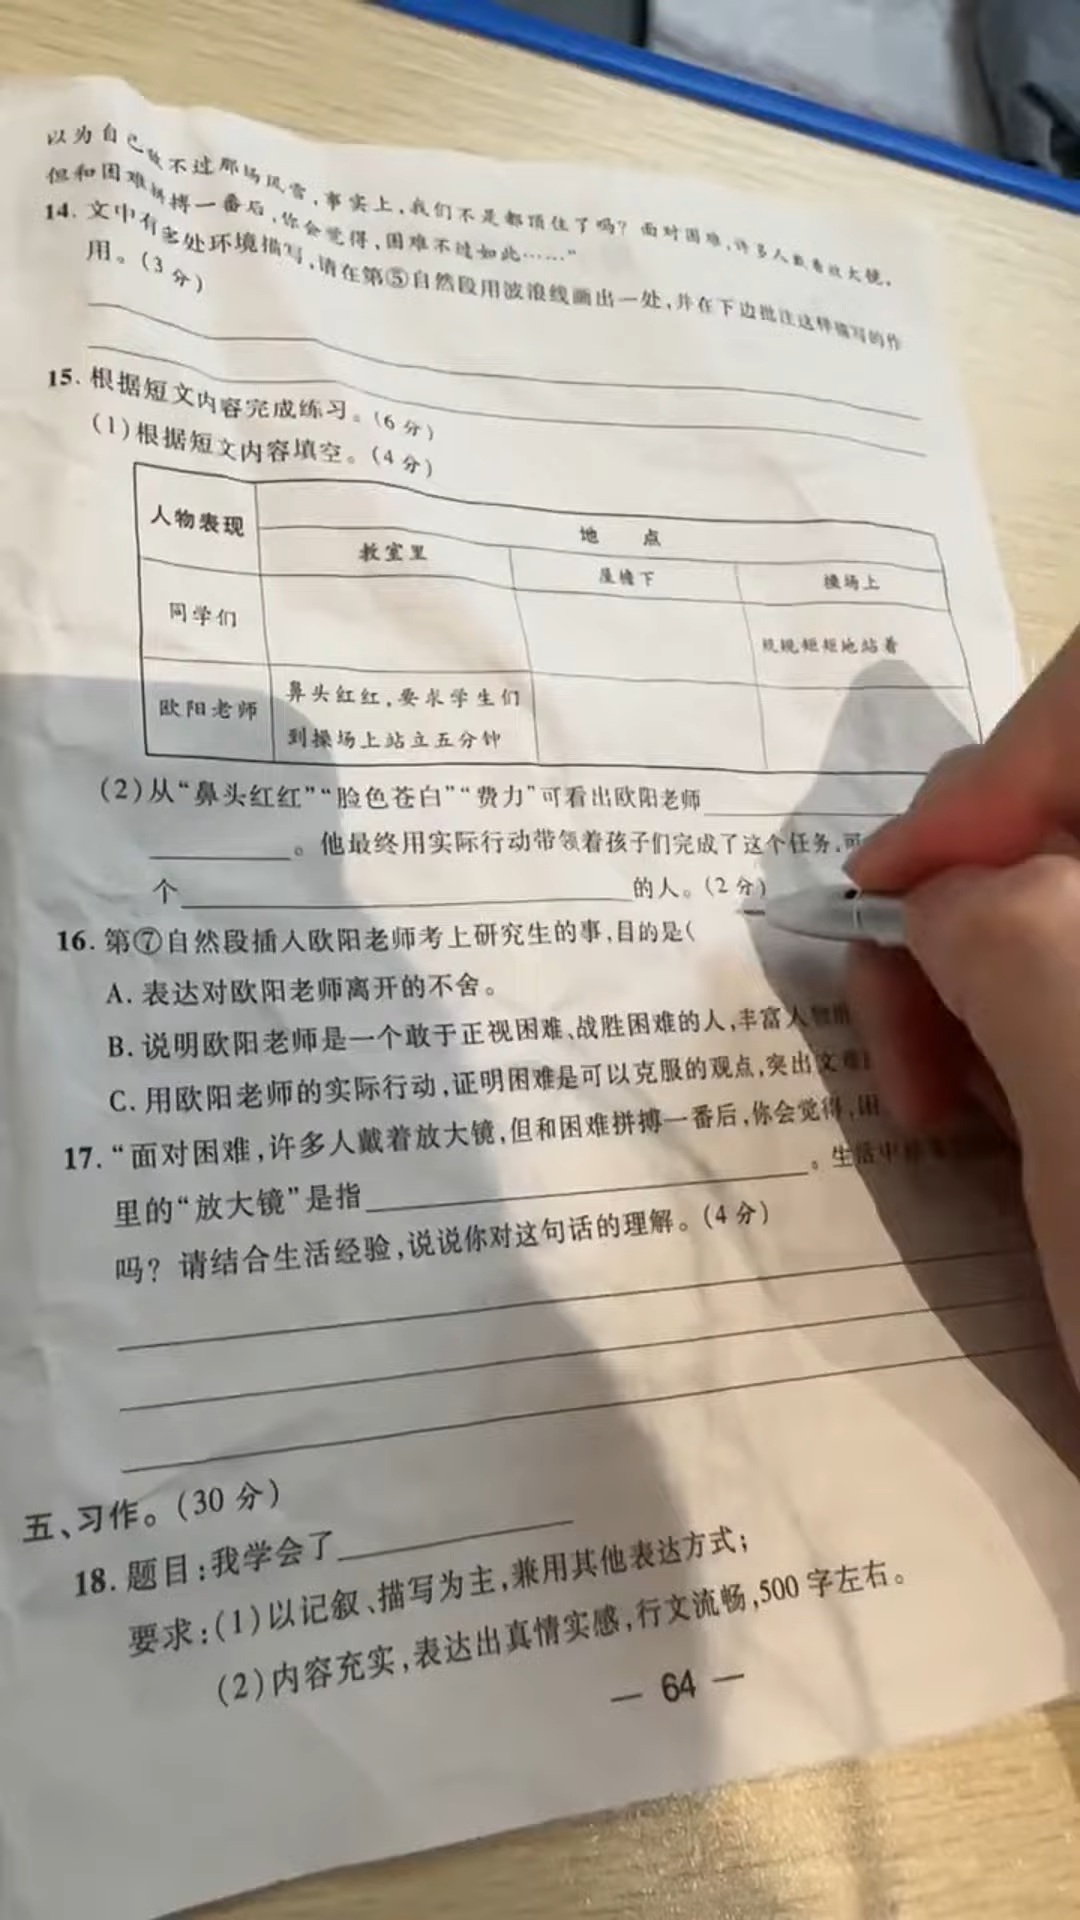 以为自己敌不过那场风雪，事实上，我们不是都顶住了吗？面对困难，许多人戴着放大镜，
但和困难拼搏一番后，你会觉得，困难不过如此……”
14. 文中有多处环境描写，请在第⑤自然段用波浪线画出一处，并在下边批注这样描写的作
用。（3分）
15. 根据短文内容完成练习。（6分）
（1）根据短文内容填空。（4分）
人物表现 地 点
教室里 屋檐下 操场上
同学们 规规矩矩地站着
欧阳老师 鼻头红红，要求学生们
到操场上站立五分钟
（2）从“鼻头红红”“脸色苍白”“费力”可看出欧阳老师
。他最终用实际行动带领着孩子们完成了这个任务，可
个 的人。（2分）
16. 第⑦自然段插入欧阳老师考上研究生的事，目的是（
A. 表达对欧阳老师离开的不舍。
B. 说明欧阳老师是一个敢于正视困难、战胜困难的人，丰富人物
C. 用欧阳老师的实际行动，证明困难是可以克服的观点，突出文
17. “面对困难，许多人戴着放大镜，但和困难拼搏一番后，你会觉得，困
里的“放大镜”是指 。生活中
吗？请结合生活经验，说说你对这句话的理解。（4分）
五、习作。（30分）
18. 题目：我学会了
要求：（1）以记叙、描写为主，兼用其他表达方式；
（2）内容充实，表达出真情实感，行文流畅，500字左右。
— 64 —